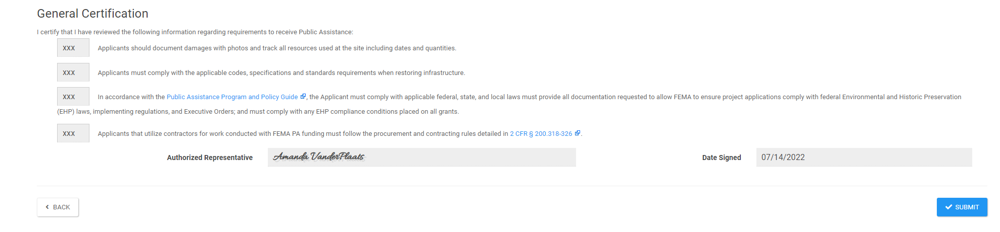 General Certification
I certify that I have reviewed the following information regarding requirements to receive Public Assistance:
XXX Applicants should document damages with photos and track all resources used at the site including dates and quantities.
XXX Applicants must comply with the applicable codes, specifications and standards requirements when restoring infrastructure.
XXX In accordance with the Public Assistance Program and Policy Guide , the Applicant must comply with applicable federal, state, and local laws must provide all documentation requested to allow FEMA to ensure project applications comply with federal Environmental and Historic Preservation
(EHP) laws, implementing regulations, and Executive Orders; and must comply with any EHP compliance conditions placed on all grants.
XXX Applicants that utilize contractors for work conducted with FEMA PA funding must follow the procurement and contracting rules detailed in 2 CFR § 200.318-326 .
Authorized Representative Amanda VanderPlaats Date Signed 07/14/2022
BACK SUBMIT